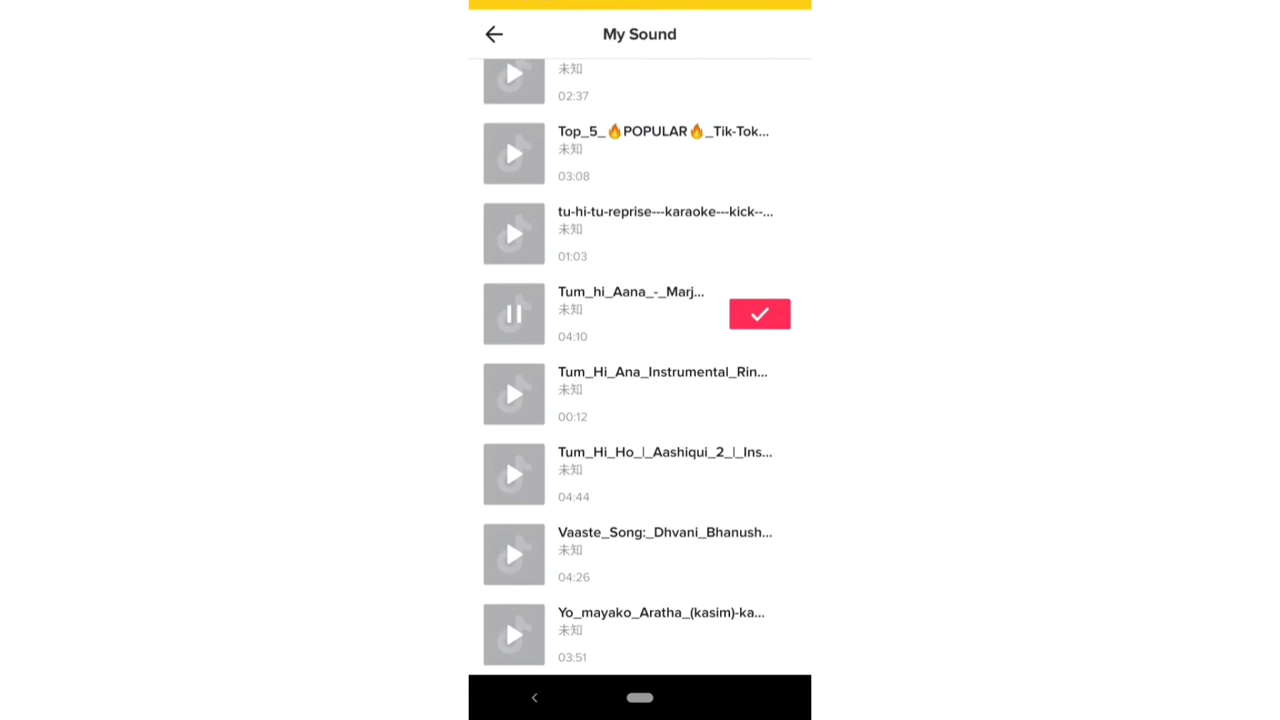 My Sound
未知
02:37
Top_5_🔥POPULAR🔥_Tik-Tok...
未知
03:08
tu-hi-tu-reprise---karaoke---kick--...
未知
01:03
Tum_hi_Aana_-_Marj...
未知
04:10
Tum_Hi_Ana_Instrumental_Rin...
未知
00:12
Tum_Hi_Ho_|_Aashiqui_2_|_Ins...
未知
04:44
Vaaste_Song:_Dhvani_Bhanush...
未知
04:26
Yo_mayako_Aratha_(kasim)-ka...
未知
03:51